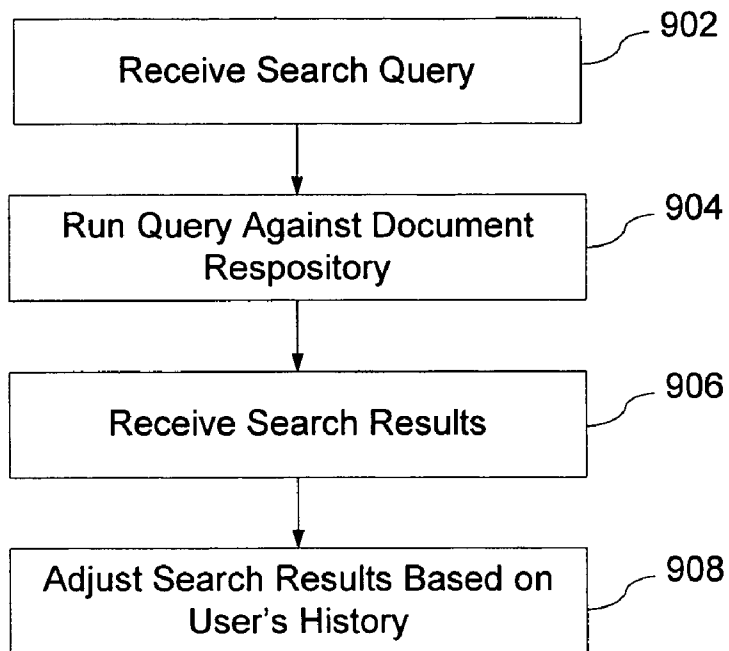 902
Receive Search Query
904
Run Query Against Document
Respository
906
Receive Search Results
908
Adjust Search Results Based on
User's History